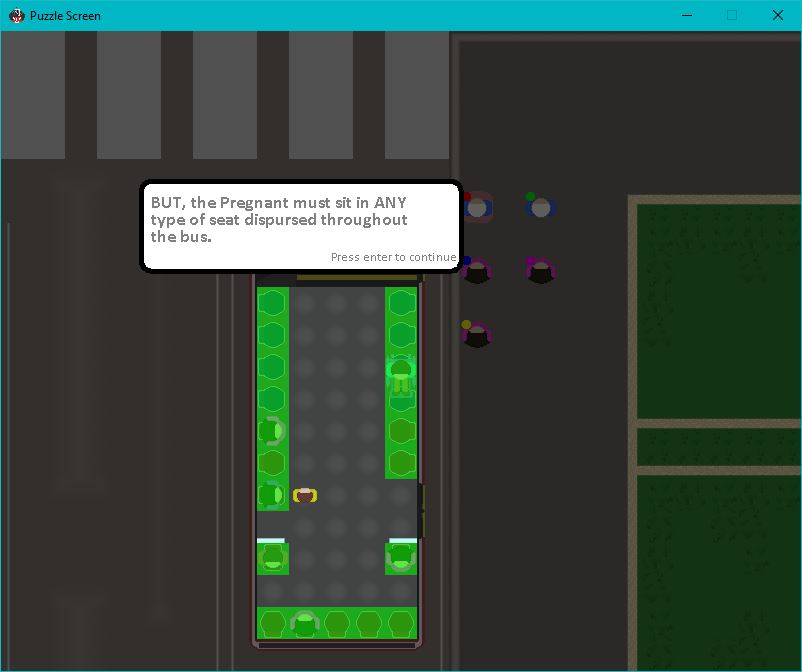 Puzzle Screen
BUT, the Pregnant must sit in ANY
type of seat dispursed throughout
the bus.
Press enter to continue